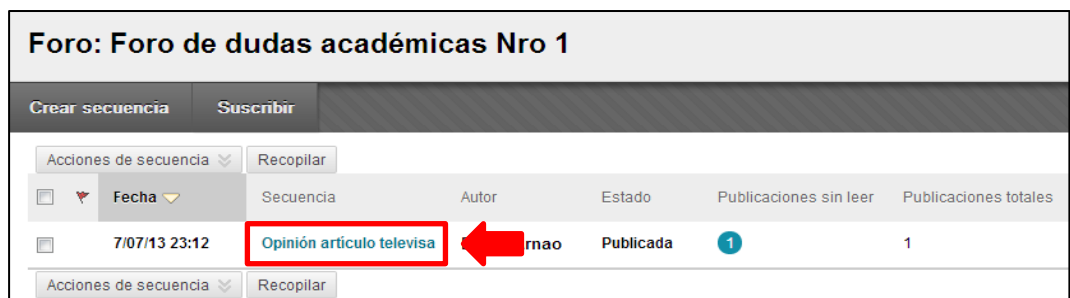 Foro: Foro de dudas académicas Nro 1
Crear secuencia Suscribir
Acciones de secuencia Recopilar
Fecha Secuencia Autor Estado Publicaciones sin leer Publicaciones totales
7/07/13 23:12 Opinión artículo televisa Publicada 1 1
Acciones de secuencia Recopilar